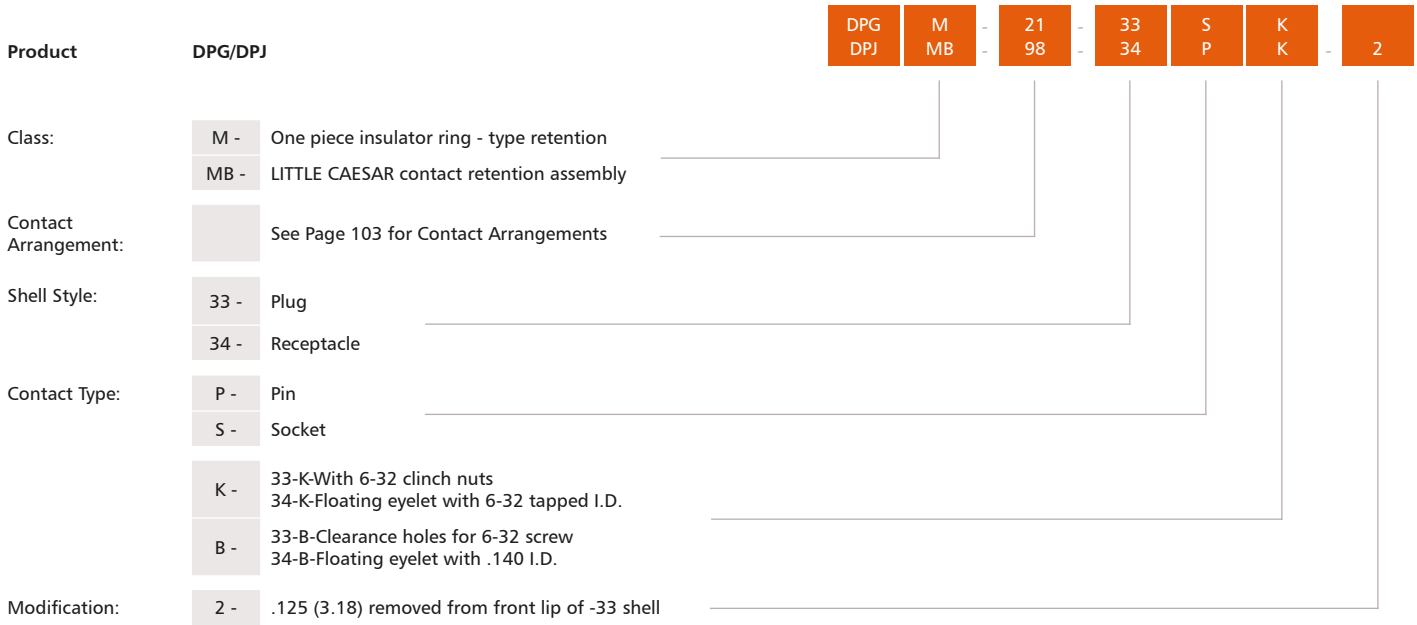 DPG M - 21 - 33 S K
DPJ MB - 98 - 34 P K - 2
Product DPG/DPJ
Class:
M - One piece insulator ring - type retention
MB - LITTLE CAESAR contact retention assembly
Contact
Arrangement:
See Page 103 for Contact Arrangements
Shell Style:
33 - Plug
34 - Receptacle
Contact Type:
P - Pin
S - Socket
K -
33-K-With 6-32 clinch nuts
34-K-Floating eyelet with 6-32 tapped I.D.
B -
33-B-Clearance holes for 6-32 screw
34-B-Floating eyelet with .140 I.D.
Modification:
2 - .125 (3.18) removed from front lip of -33 shell